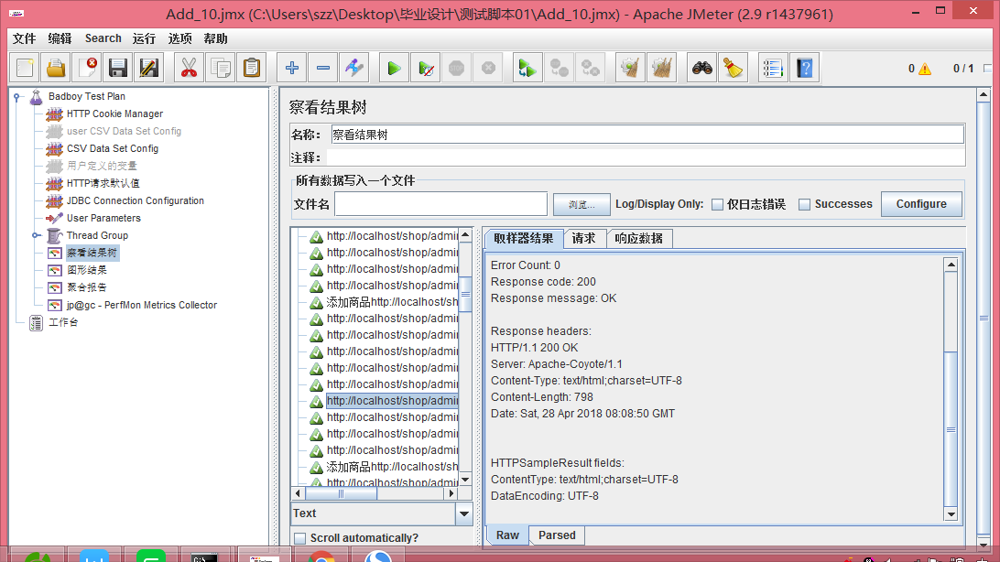 Add_10.jmx (C:\Users\szz\Desktop\毕业设计\测试脚本01\Add_10.jmx) - Apache JMeter (2.9 r1437961)
文件 编辑 Search 运行 选项 帮助
0 0 / 1
Badboy Test Plan
HTTP Cookie Manager
user CSV Data Set Config
CSV Data Set Config
用户定义的变量
HTTP请求默认值
JDBC Connection Configuration
User Parameters
Thread Group
察看结果树
图形结果
聚合报告
jp@gc - PerfMon Metrics Collector
工作台
察看结果树
名称: 察看结果树
注释:
所有数据写入一个文件
文件名 浏览... Log/Display Only: 仅日志错误 Successes Configure
http://localhost/shop/admi
http://localhost/shop/admi
http://localhost/shop/admi
http://localhost/shop/admi
添加商品http://localhost/sh
http://localhost/shop/admi
http://localhost/shop/admi
http://localhost/shop/admi
http://localhost/shop/admi
http://localhost/shop/admi
http://localhost/shop/admi
http://localhost/shop/admi
http://localhost/shop/admi
http://localhost/shop/admi
添加商品http://localhost/sh
http://localhost/shop/admi
Text
Scroll automatically?
取样器结果 请求 响应数据
Error Count: 0
Response code: 200
Response message: OK
Response headers:
HTTP/1.1 200 OK
Server: Apache-Coyote/1.1
Content-Type: text/html;charset=UTF-8
Content-Length: 798
Date: Sat, 28 Apr 2018 08:08:50 GMT
HTTPSampleResult fields:
ContentType: text/html;charset=UTF-8
DataEncoding: UTF-8
Raw Parsed